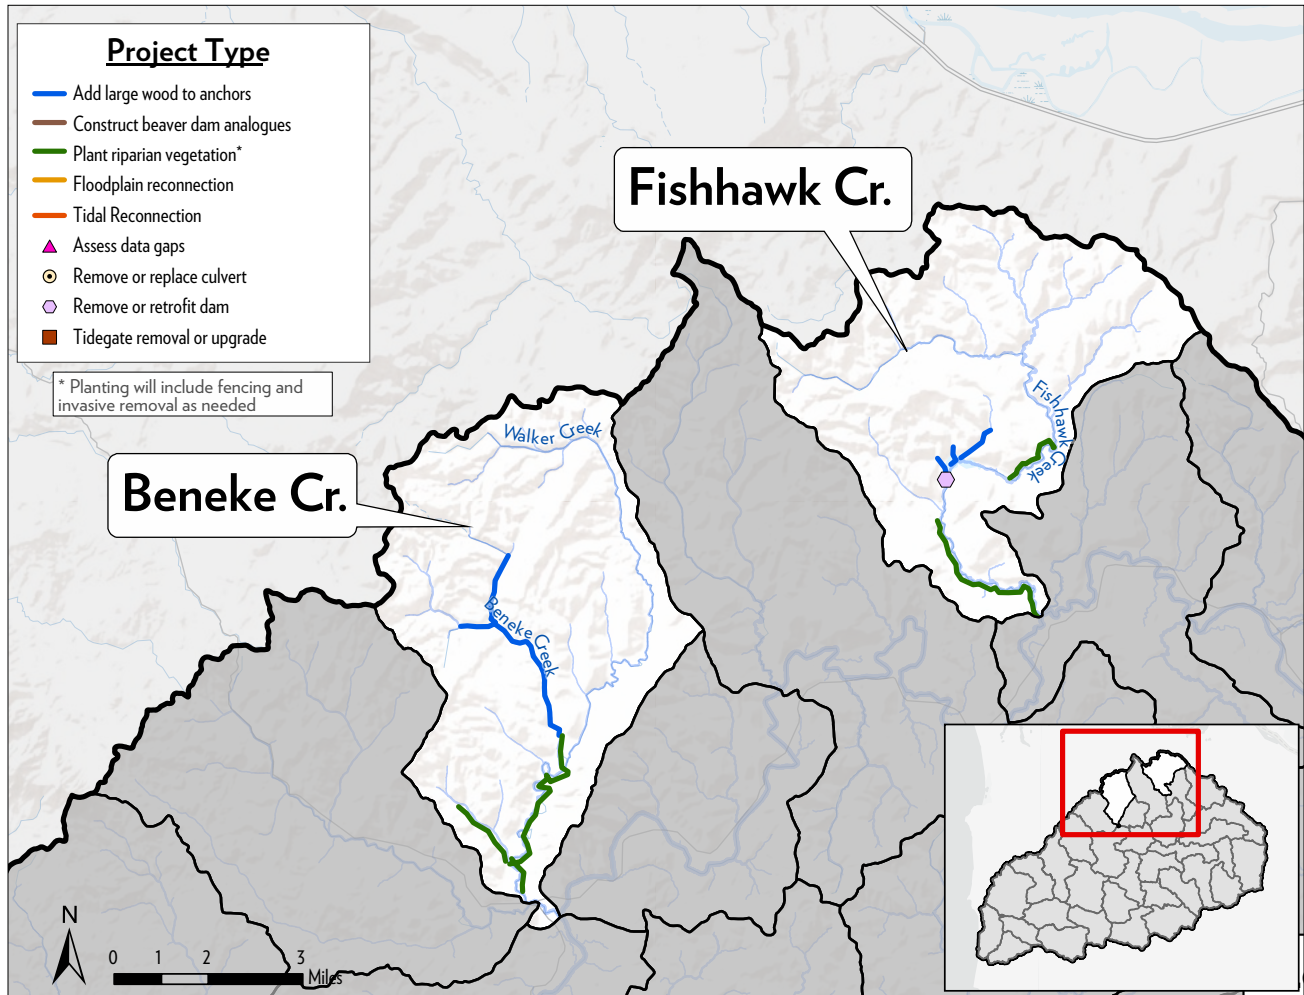 Project Type
Add large wood to anchors
Construct beaver dam analogues
Plant riparian vegetation*
Floodplain reconnection
Tidal Reconnection
Assess data gaps
Remove or replace culvert
Remove or retrofit dam
Tidegate removal or upgrade
* Planting will include fencing and
invasive removal as needed
Fishhawk Cr.
Fishhawk Creek
Walker Creek
Beneke Cr.
Beneke Creek
N
0 1 2 3
Miles